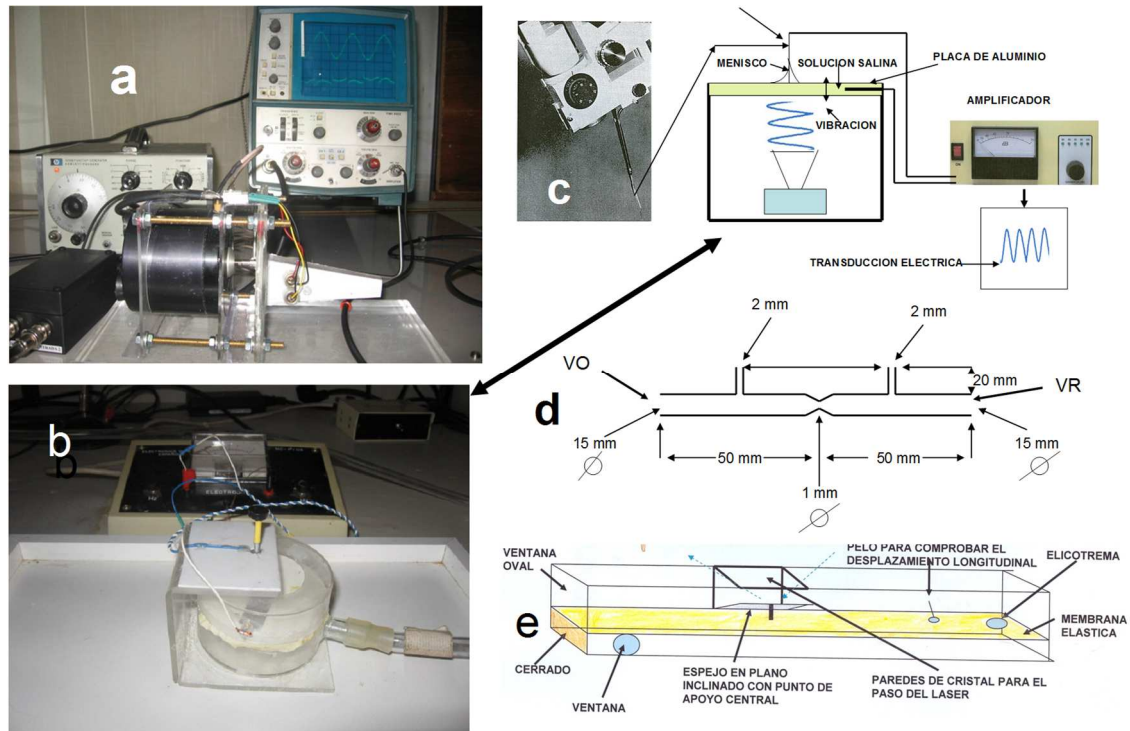 a
b
b
ELECTRO
Hz
c
MENISCO
SOLUCION SALINA
PLACA DE ALUMINIO
VIBRACION
AMPLIFICADOR
TRANSDUCCION ELECTRICA
d
2 mm
2 mm
VO
VR
20 mm
15 mm
15 mm
50 mm
50 mm
1 mm
e
VENTANA
OVAL
PELO PARA COMPROBAR EL
DESPLAZAMIENTO LONGITUDINAL
ELICOTREMA
MEMBRANA
ELASTICA
CERRADO
VENTANA
ESPEJO EN PLANO
INCLINADO CON PUNTO DE
APOYO CENTRAL
PAREDES DE CRISTAL PARA EL
PASO DEL LASER